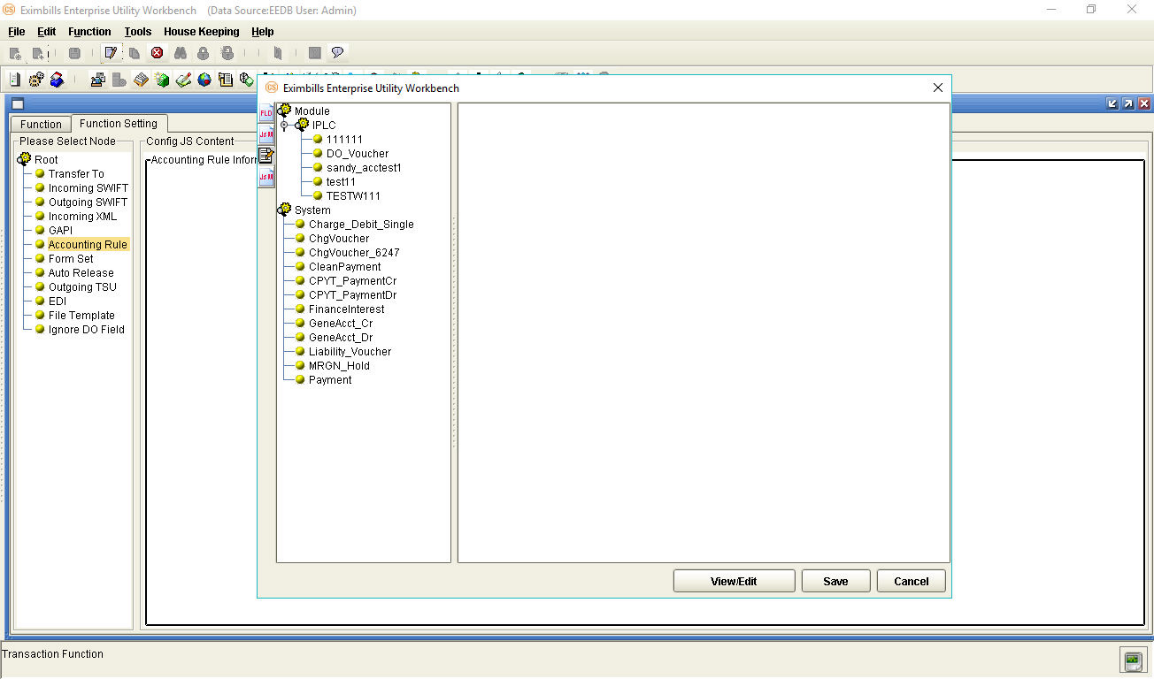 Eximbills Enterprise Utility Workbench (Data Source:EEDB User: Admin)
File Edit Function Tools House Keeping Help
Eximbills Enterprise Utility Workbench
Function Function Setting
Please Select Node
Root
Transfer To
Incoming SWIFT
Outgoing SWIFT
Incoming XML
GAPI
Accounting Rule
Form Set
Auto Release
Outgoing TSU
EDI
File Template
Ignore DO Field
Config JS Content
Accounting Rule Infor
FLD
Module
IPLC
111111
DO_Voucher
sandy_acctest1
test11
TESTW111
System
Charge_Debit_Single
ChgVoucher
ChgVoucher_6247
CleanPayment
CPYT_PaymentCr
CPYT_PaymentDr
FinanceInterest
GeneAcct_Cr
GeneAcct_Dr
Liability_Voucher
MRGN_Hold
Payment
View/Edit Save Cancel
Transaction Function